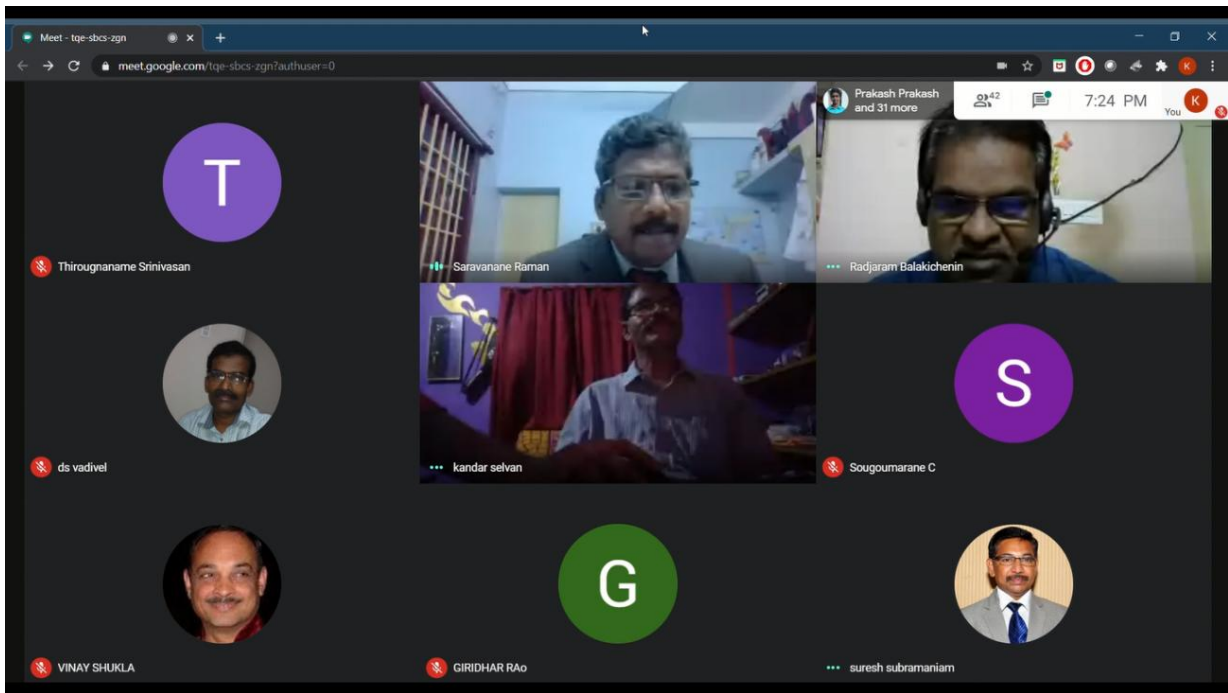 Meet - tqe-sbcs-zgn
meet.google.com/tqe-sbcs-zgn?authuser=0
K
Prakash Prakash
and 31 more
42
7:24 PM
You
K
T
Thirougnaname Srinivasan
Saravanane Raman
Radjaram Balakichenin
ds vadivel
kandar selvan
S
Sougoumarane C
VINAY SHUKLA
G
GIRIDHAR RAo
suresh subramaniam